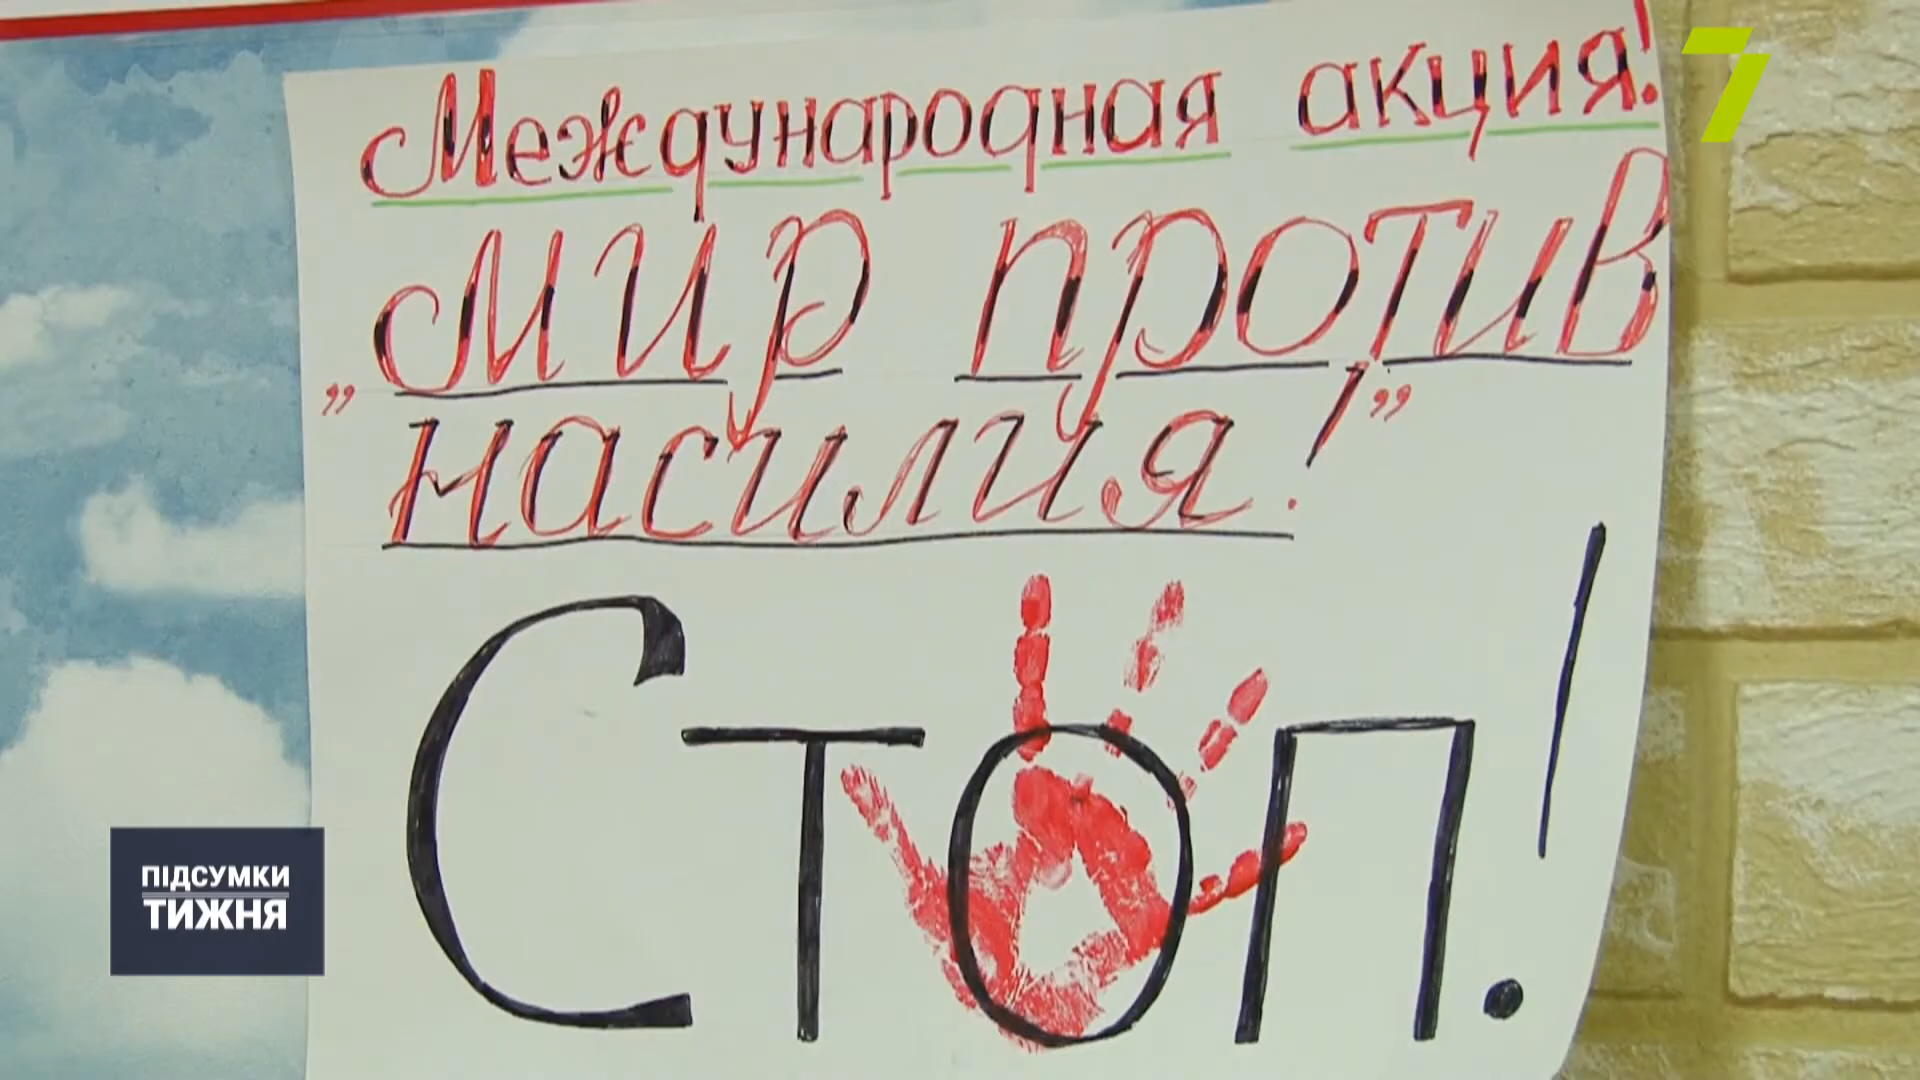 Международная акция!
„Мир против
насилия!”
Стоп!
7
ПІДСУМКИ
ТИЖНЯ